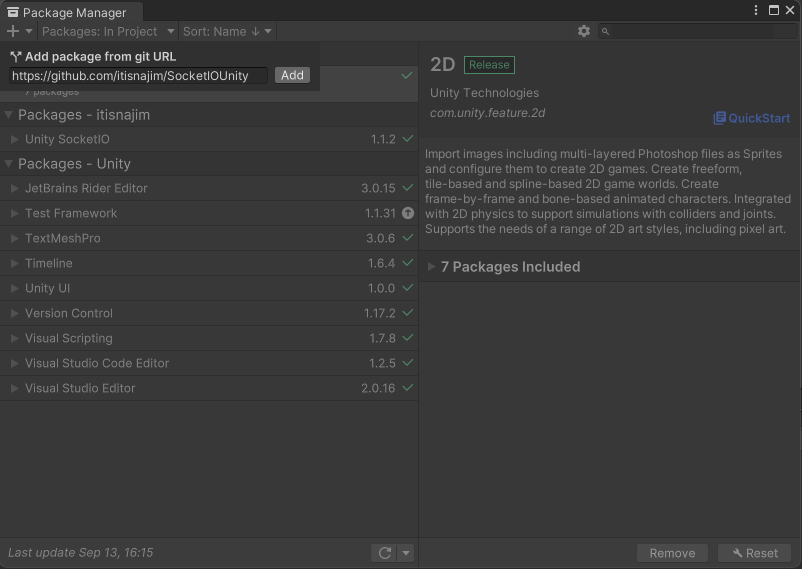 Package Manager
Packages: In Project
Sort: Name ↓
Add package from git URL
https://github.com/itisnajim/SocketIOUnity
Add
7 packages
Packages - itisnajim
Unity SocketIO 1.1.2
Packages - Unity
JetBrains Rider Editor 3.0.15
Test Framework 1.1.31
TextMeshPro 3.0.6
Timeline 1.6.4
Unity UI 1.0.0
Version Control 1.17.2
Visual Scripting 1.7.8
Visual Studio Code Editor 1.2.5
Visual Studio Editor 2.0.16
Last update Sep 13, 16:15
2D Release
Unity Technologies
com.unity.feature.2d
QuickStart
Import images including multi-layered Photoshop files as Sprites
and configure them to create 2D games. Create freeform,
tile-based and spline-based 2D game worlds. Create
frame-by-frame and bone-based animated characters. Integrated
with 2D physics to support simulations with colliders and joints.
Supports the needs of a range of 2D art styles, including pixel art.
7 Packages Included
Remove
Reset